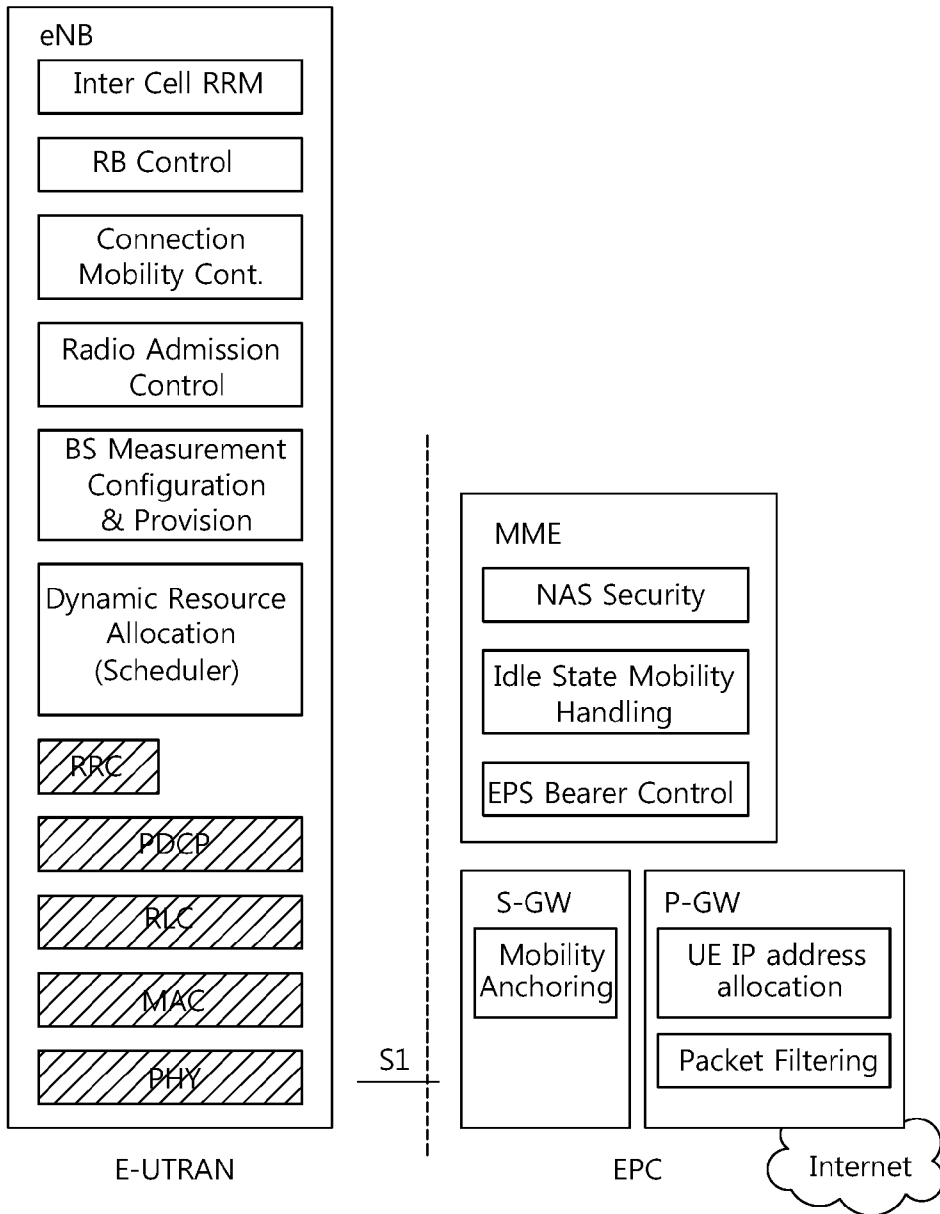 eNB
Inter Cell RRM
RB Control
Connection
Mobility Cont.
Radio Admission
Control
BS Measurement
Configuration
& Provision
Dynamic Resource
Allocation
(Scheduler)
RRC
PDCP
RLC
MAC
PHY
S1
E-UTRAN
MME
NAS Security
Idle State Mobility
Handling
EPS Bearer Control
S-GW
Mobility
Anchoring
P-GW
UE IP address
allocation
Packet Filtering
EPC
Internet